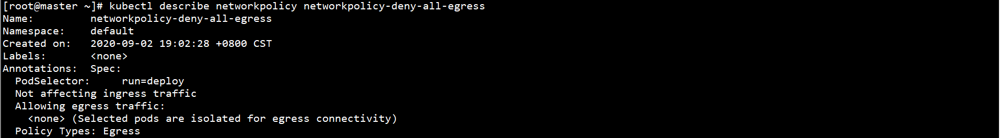 [root@master ~]# kubectl describe networkpolicy networkpolicy-deny-all-egress
Name:         networkpolicy-deny-all-egress
Namespace:    default
Created on:   2020-09-02 19:02:28 +0800 CST
Labels:       <none>
Annotations:  Spec:
  PodSelector:     run=deploy
  Not affecting ingress traffic
  Allowing egress traffic:
    <none> (Selected pods are isolated for egress connectivity)
  Policy Types: Egress